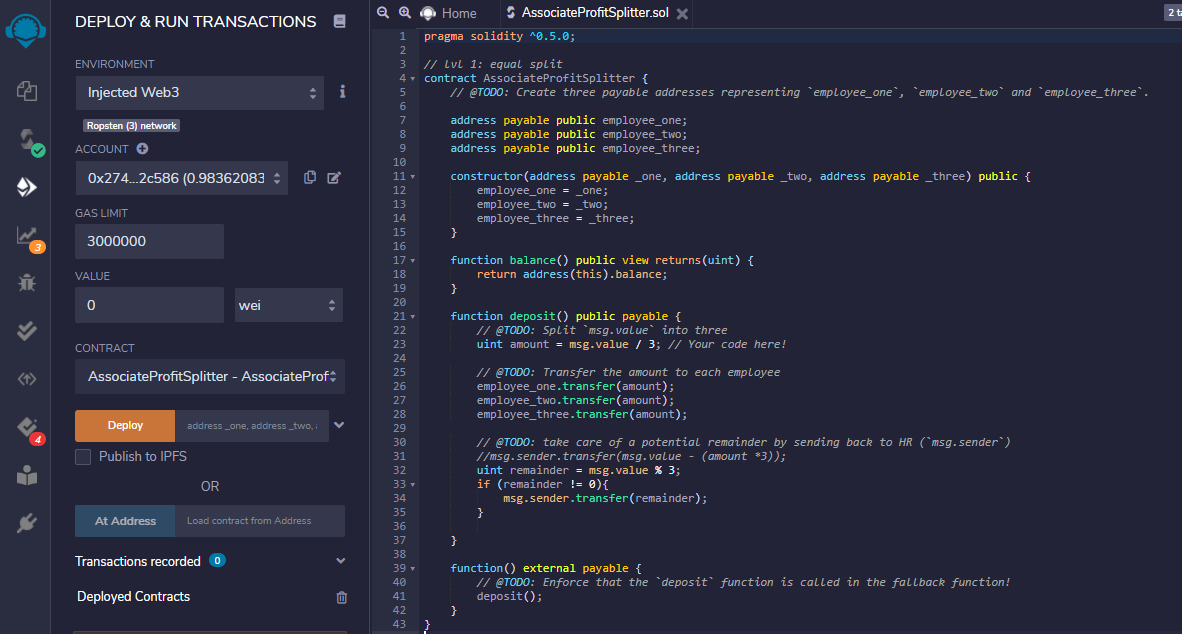 DEPLOY & RUN TRANSACTIONS
ENVIRONMENT
Injected Web3
Ropsten (3) network
ACCOUNT
0x274...2c586 (0.98362083
GAS LIMIT
3000000
VALUE
0
wei
CONTRACT
AssociateProfitSplitter - AssociateProf
Deploy
address _one, address _two, a
Publish to IPFS
OR
At Address
Load contract from Address
Transactions recorded 0
Deployed Contracts
3
4
Home
AssociateProfitSplitter.sol
2 t
1 pragma solidity ^0.5.0;
2
3 // lvl 1: equal split
4 contract AssociateProfitSplitter {
5     // @TODO: Create three payable addresses representing `employee_one`, `employee_two` and `employee_three`.
6
7     address payable public employee_one;
8     address payable public employee_two;
9     address payable public employee_three;
10
11     constructor(address payable _one, address payable _two, address payable _three) public {
12         employee_one = _one;
13         employee_two = _two;
14         employee_three = _three;
15     }
16
17     function balance() public view returns(uint) {
18         return address(this).balance;
19     }
20
21     function deposit() public payable {
22         // @TODO: Split `msg.value` into three
23         uint amount = msg.value / 3; // Your code here!
24
25         // @TODO: Transfer the amount to each employee
26         employee_one.transfer(amount);
27         employee_two.transfer(amount);
28         employee_three.transfer(amount);
29
30         // @TODO: take care of a potential remainder by sending back to HR (`msg.sender`)
31         //msg.sender.transfer(msg.value - (amount *3));
32         uint remainder = msg.value % 3;
33         if (remainder != 0){
34             msg.sender.transfer(remainder);
35         }
36
37     }
38
39     function() external payable {
40         // @TODO: Enforce that the `deposit` function is called in the fallback function!
41         deposit();
42     }
43 }